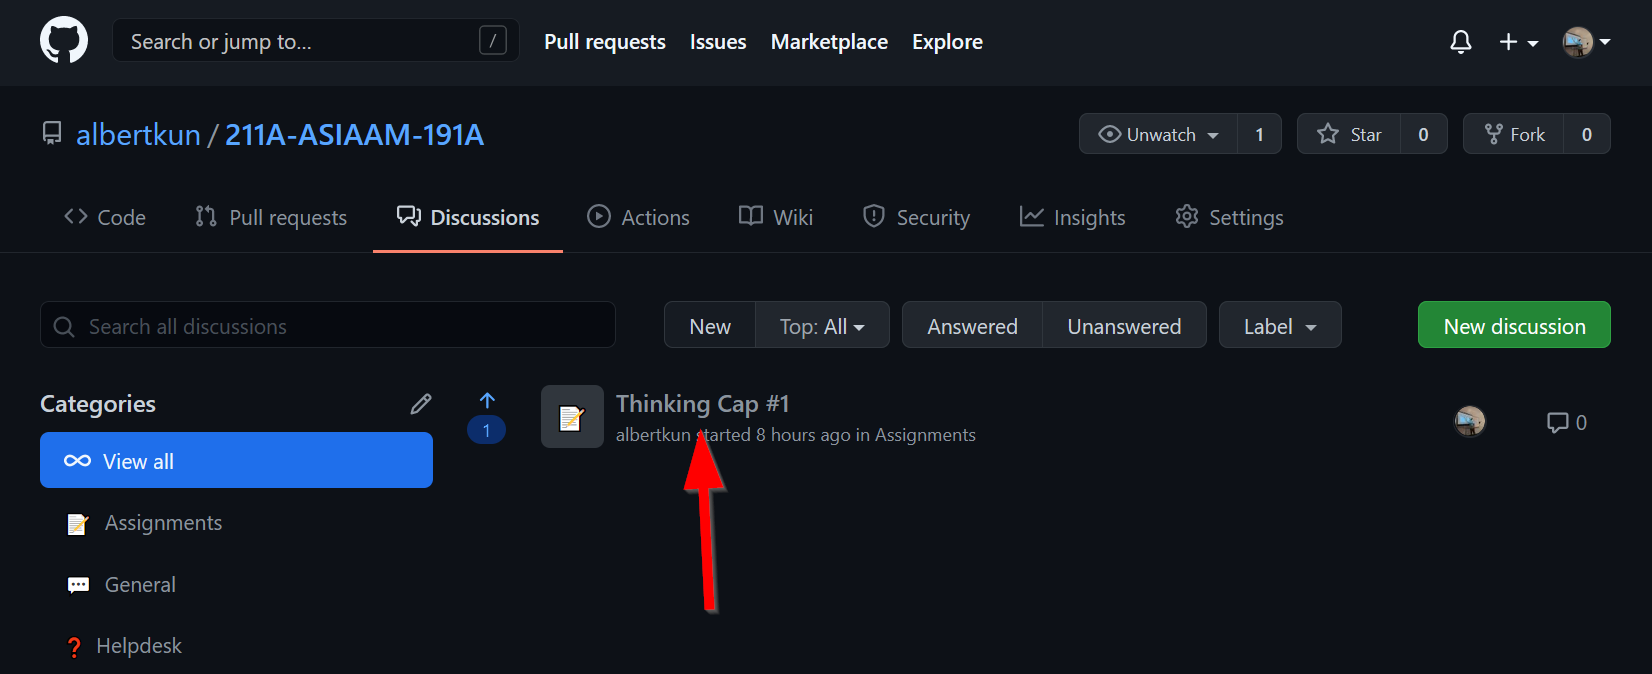 Search or jump to... / Pull requests Issues Marketplace Explore
albertkun / 211A-ASIAAM-191A Unwatch 1 Star 0 Fork 0
Code Pull requests Discussions Actions Wiki Security Insights Settings
Search all discussions New Top: All Answered Unanswered Label New discussion
Categories 1 Thinking Cap #1 0
albertkun started 8 hours ago in Assignments
View all
Assignments
General
Helpdesk